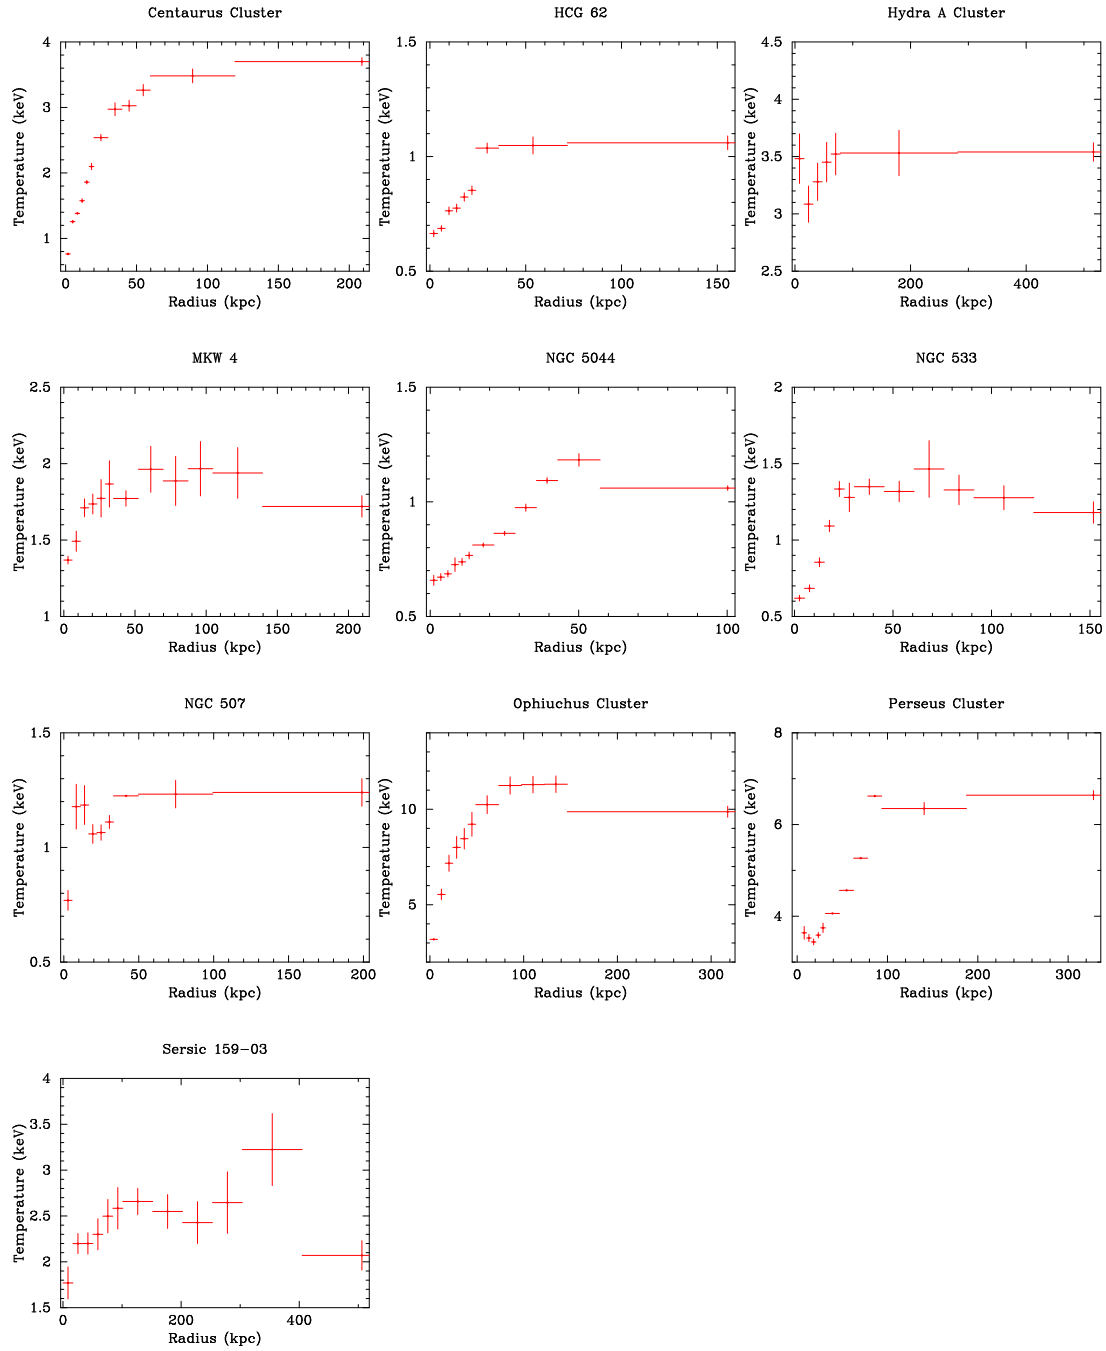 Centaurus Cluster
HCG 62
Hydra A Cluster
Temperature (keV)
4
3
2
1
0 50 100 150 200
Radius (kpc)
Temperature (keV)
1.5
1
0.5
0 50 100 150
Radius (kpc)
Temperature (keV)
4.5
4
3.5
3
2.5
0 200 400
Radius (kpc)
MKW 4
NGC 5044
NGC 533
Temperature (keV)
2.5
2
1.5
1
0 50 100 150 200
Radius (kpc)
Temperature (keV)
1.5
1
0.5
0 50 100
Radius (kpc)
Temperature (keV)
2
1.5
1
0.5
0 50 100 150
Radius (kpc)
NGC 507
Ophiuchus Cluster
Perseus Cluster
Temperature (keV)
1.5
1
0.5
0 50 100 150 200
Radius (kpc)
Temperature (keV)
10
5
0 100 200 300
Radius (kpc)
Temperature (keV)
8
6
4
0 100 200 300
Radius (kpc)
Sersic 159−03
Temperature (keV)
4
3.5
3
2.5
2
1.5
0 200 400
Radius (kpc)